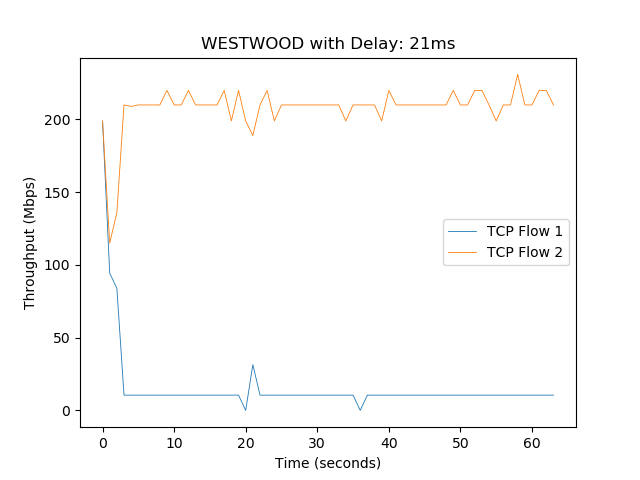 WESTWOOD with Delay: 21ms
Throughput (Mbps)
200
150
100
50
0
TCP Flow 1
TCP Flow 2
0 10 20 30 40 50 60
Time (seconds)